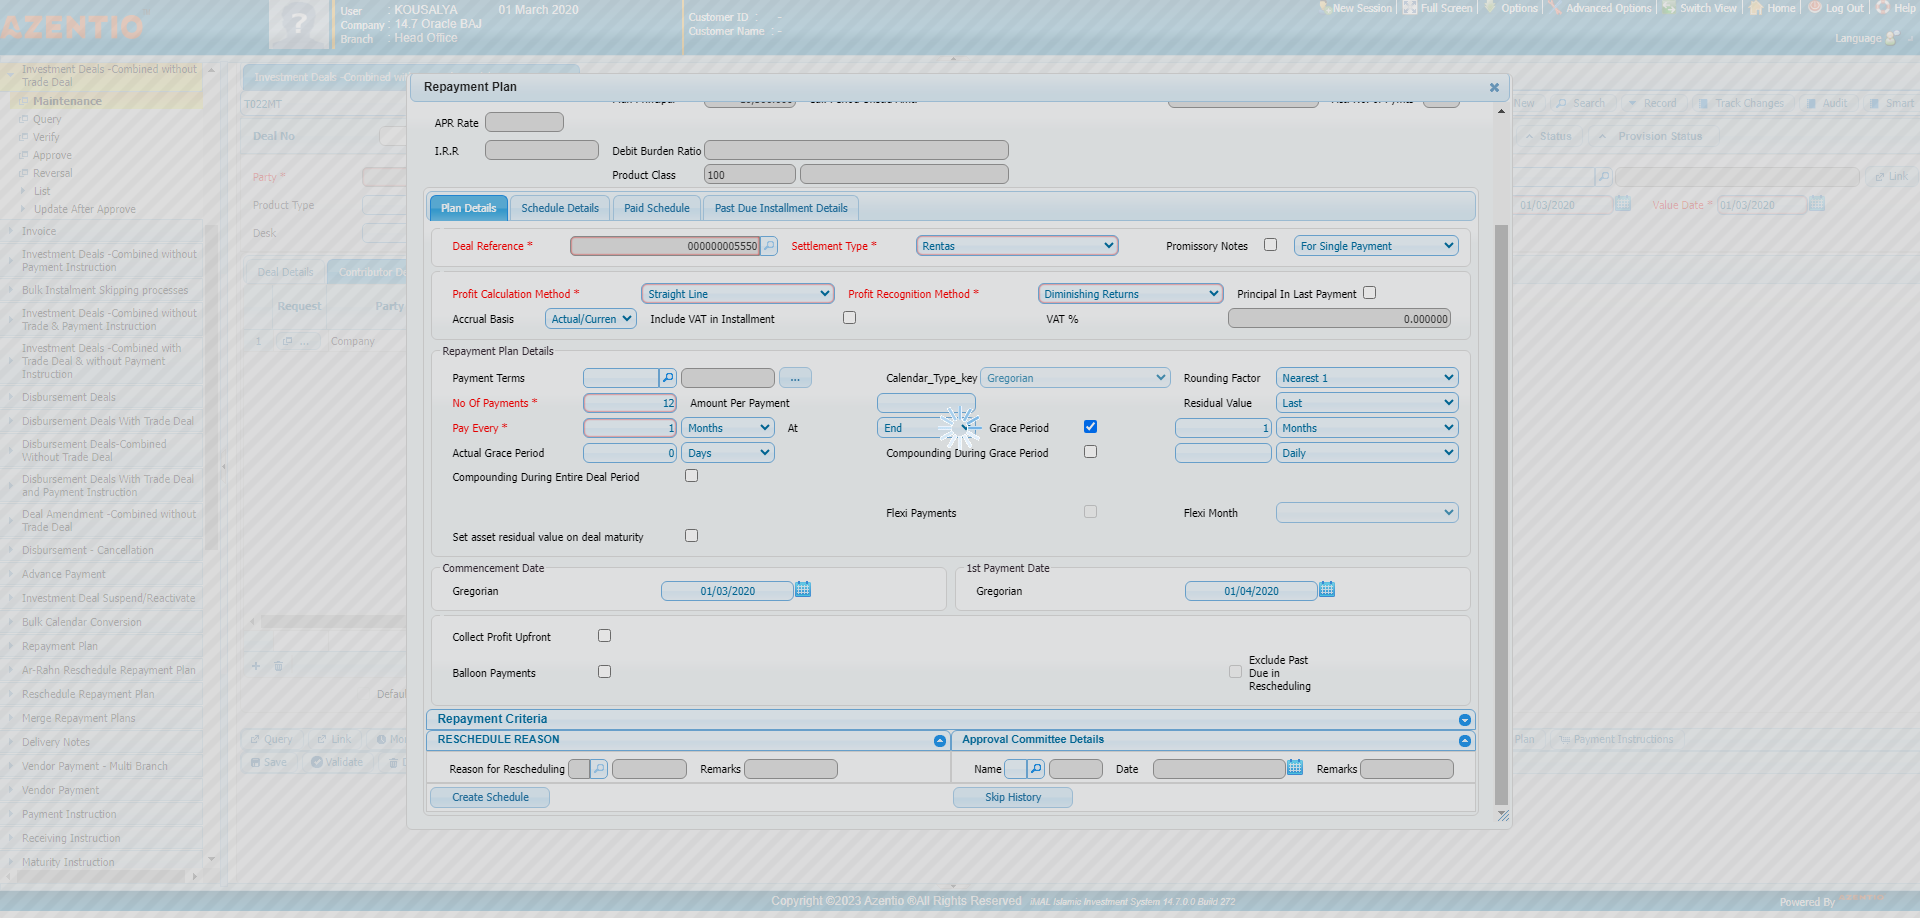 AZENTIO
User : KOUSALYA 01 March 2020
Company : 14.7 Oracle BAJ
Branch : Head Office
Customer ID : -
Customer Name : -
New Session Full Screen Options Advanced Options Switch View Home Log Out Help
Language
Investment Deals -Combined without Trade Deal
Maintenance
Query
Verify
Approve
Reversal
List
Update After Approve
Invoice
Investment Deals -Combined without Payment Instruction
Bulk Instalment Skipping processes
Investment Deals -Combined without Trade & Payment Instruction
Investment Deals -Combined with Trade Deal & without Payment Instruction
Disbursement Deals
Disbursement Deals With Trade Deal
Disbursement Deals-Combined Without Trade Deal
Disbursement Deals With Trade Deal and Payment Instruction
Deal Amendment -Combined without Trade Deal
Disbursement - Cancellation
Advance Payment
Investment Deal Suspend/Reactivate
Bulk Calendar Conversion
Repayment Plan
Ar-Rahn Reschedule Repayment Plan
Reschedule Repayment Plan
Merge Repayment Plans
Delivery Notes
Vendor Payment - Multi Branch
Vendor Payment
Payment Instruction
Receiving Instruction
Maturity Instruction
Investment Deals -Combined
T022MT
New Search Record Track Changes Audit Smart
Deal No
Status Provision Status
Party *
Link
Product Type
01/03/2020 Value Date * 01/03/2020
Desk
Deal Details Contributor
Request Party
1 ... Company
Defau
Query Link
Save Validate
Plan Payment Instructions
Repayment Plan
APR Rate
I.R.R Debit Burden Ratio
Product Class 100
Plan Details Schedule Details Paid Schedule Past Due Installment Details
Deal Reference * 000000005550 Settlement Type * Rentas Promissory Notes For Single Payment
Profit Calculation Method * Straight Line Profit Recognition Method * Diminishing Returns Principal In Last Payment
Accrual Basis Actual/Curren Include VAT in Installment VAT % 0.000000
Repayment Plan Details
Payment Terms ... Calendar_Type_key Gregorian Rounding Factor Nearest 1
No Of Payments * 12 Amount Per Payment Residual Value Last
Pay Every * 1 Months At End Grace Period 1 Months
Actual Grace Period 0 Days Compounding During Grace Period Daily
Compounding During Entire Deal Period
Flexi Payments Flexi Month
Set asset residual value on deal maturity
Commencement Date 1st Payment Date
Gregorian 01/03/2020 Gregorian 01/04/2020
Collect Profit Upfront
Balloon Payments Exclude Past Due in Rescheduling
Repayment Criteria
RESCHEDULE REASON Approval Committee Details
Reason for Rescheduling Remarks Name Date Remarks
Create Schedule Skip History
Copyright ©2023 Azentio ®All Rights Reserved iMAL Islamic Investment System 14.7.0.0 Build 272
Powered By